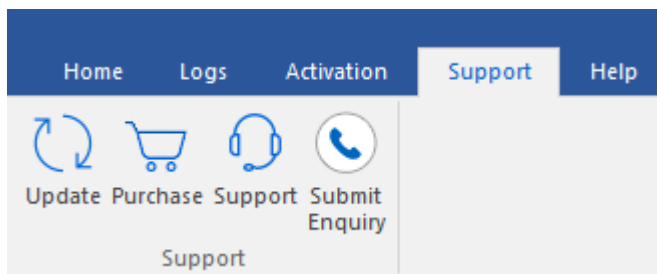 Home Logs Activation Support Help
Update Purchase Support Submit
Enquiry
Support